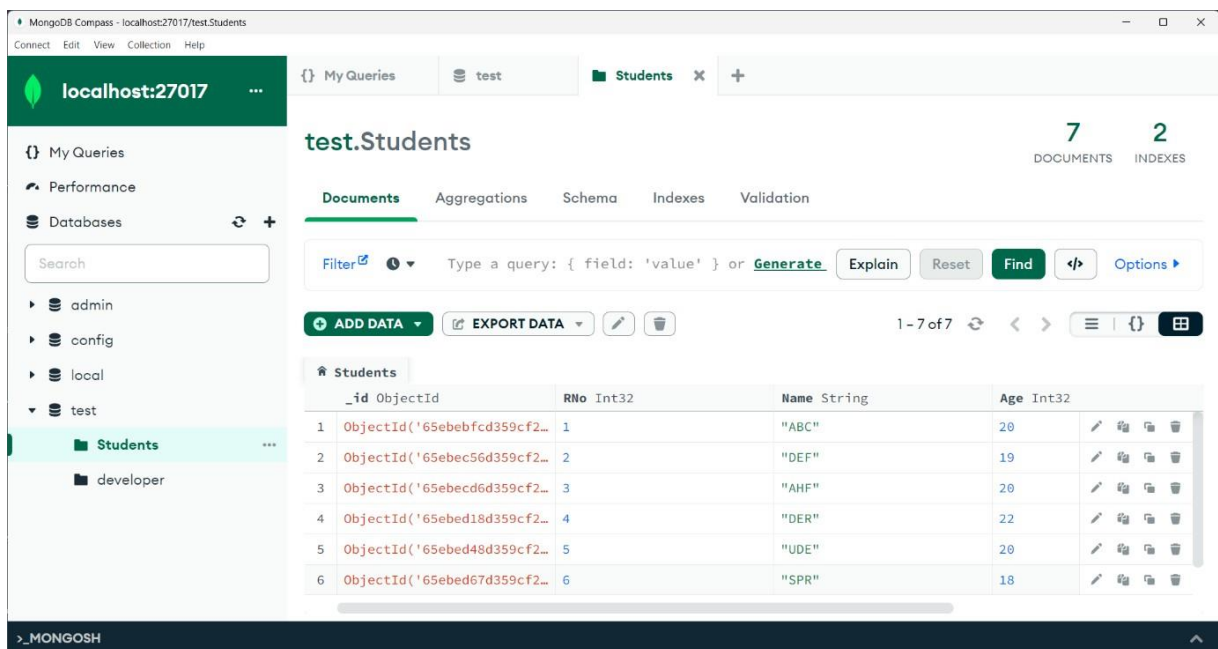 MongoDB Compass - localhost:27017/test.Students
Connect Edit View Collection Help
localhost:27017 ...
{} My Queries
Performance
Databases
Search
admin
config
local
test
Students ...
developer
{} My Queries test Students
test.Students
7 DOCUMENTS
2 INDEXES
Documents Aggregations Schema Indexes Validation
Filter Type a query: { field: 'value' } or Generate Explain Reset Find </> Options
ADD DATA EXPORT DATA 1 – 7 of 7 {}
Students
_id ObjectId RNo Int32 Name String Age Int32
1 ObjectId('65ebebfcd359cf2… 1 "ABC" 20
2 ObjectId('65ebec56d359cf2… 2 "DEF" 19
3 ObjectId('65ebecd6d359cf2… 3 "AHF" 20
4 ObjectId('65ebed18d359cf2… 4 "DER" 22
5 ObjectId('65ebed48d359cf2… 5 "UDE" 20
6 ObjectId('65ebed67d359cf2… 6 "SPR" 18
>_MONGOSH